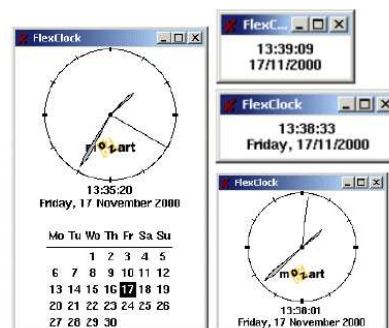 FlexClock
mozart
13:35:20
Friday, 17 November 2000
Mo Tu We Th Fr Sa Su
1 2 3 4 5
6 7 8 9 10 11 12
13 14 15 16 17 18 19
20 21 22 23 24 25 26
27 28 29 30
FlexC...
13:39:09
17/11/2000
FlexClock
13:38:33
Friday, 17/11/2000
FlexClock
mozart
13:38:01
Friday, 17 November 2000